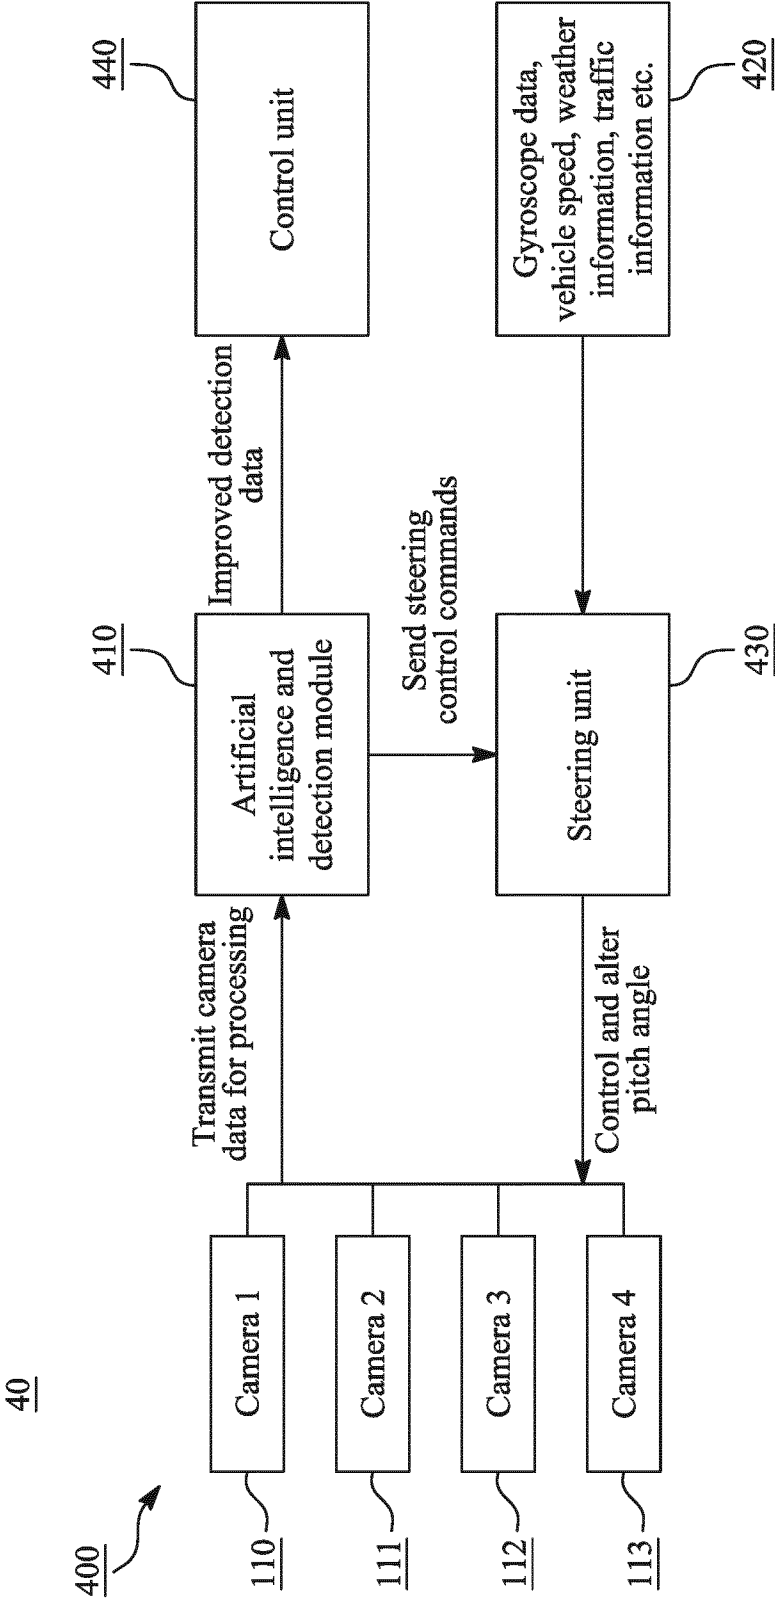 40
400
110
Camera 1
111
Camera 2
112
Camera 3
113
Camera 4
Transmit camera
data for processing
410
Artificial
intelligence and
detection module
Improved detection
data
440
Control unit
Send steering
control commands
Control and alter
pitch angle
Steering unit
430
Gyroscope data,
vehicle speed, weather
information, traffic
information etc.
420